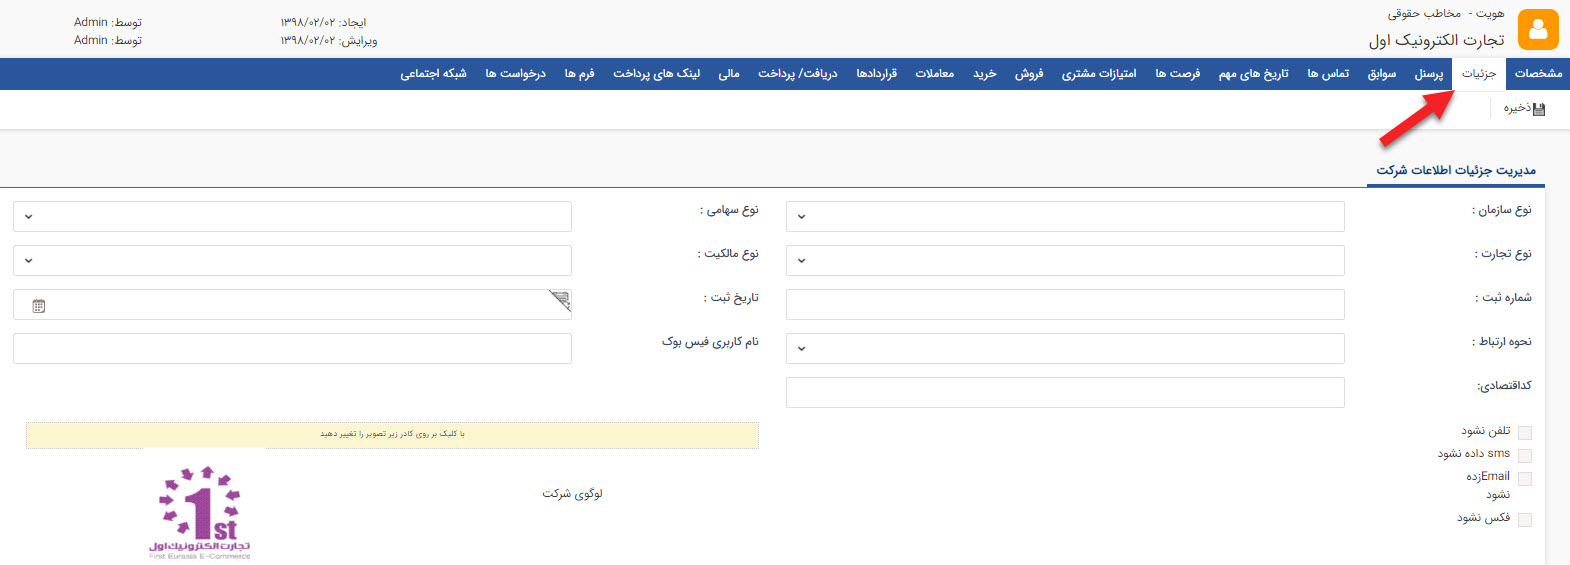 هویت - مخاطب حقوقی
تجارت الکترونیک اول
ایجاد: ۱۳۹۸/۰۲/۰۲
توسط: Admin
ویرایش: ۱۳۹۸/۰۲/۰۲
توسط: Admin
مشخصات جزئیات پرسنل سوابق تماس ها تاریخ های مهم فرصت ها امتیازات مشتری فروش خرید معاملات قراردادها دریافت/ پرداخت مالی لینک های پرداخت فرم ها درخواست ها شبکه اجتماعی
ذخیره
مدیریت جزئیات اطلاعات شرکت
نوع سازمان :
نوع سهامی :
نوع تجارت :
نوع مالکیت :
شماره ثبت :
تاریخ ثبت :
نحوه ارتباط :
نام کاربری فیس بوک
کداقتصادی:
تلفن نشود
sms داده نشود
Emailزده
نشود
فکس نشود
با کلیک بر روی کادر زیر تصویر را تغییر دهید
لوگوی شرکت
1st
تجارت الکترونیک اول
First Eurasia E-Commerce